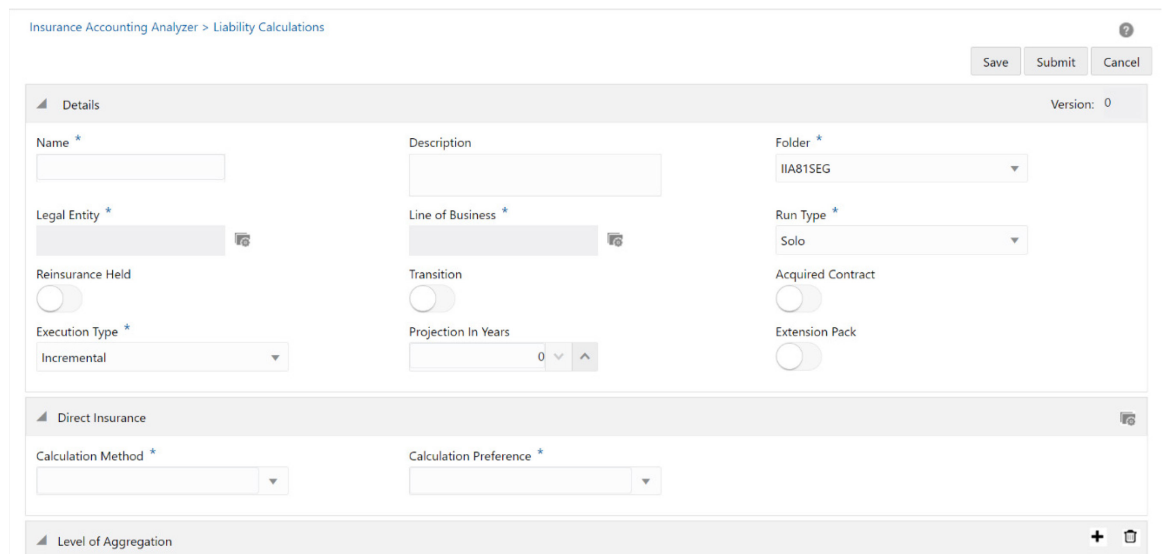 Insurance Accounting Analyzer > Liability Calculations
?
Save Submit Cancel
Details Version: 0
Name * Description Folder *
IIA81SEG
Legal Entity * Line of Business * Run Type *
Solo
Reinsurance Held Transition Acquired Contract
Execution Type * Projection In Years Extension Pack
Incremental 0
Direct Insurance
Calculation Method * Calculation Preference *
Level of Aggregation